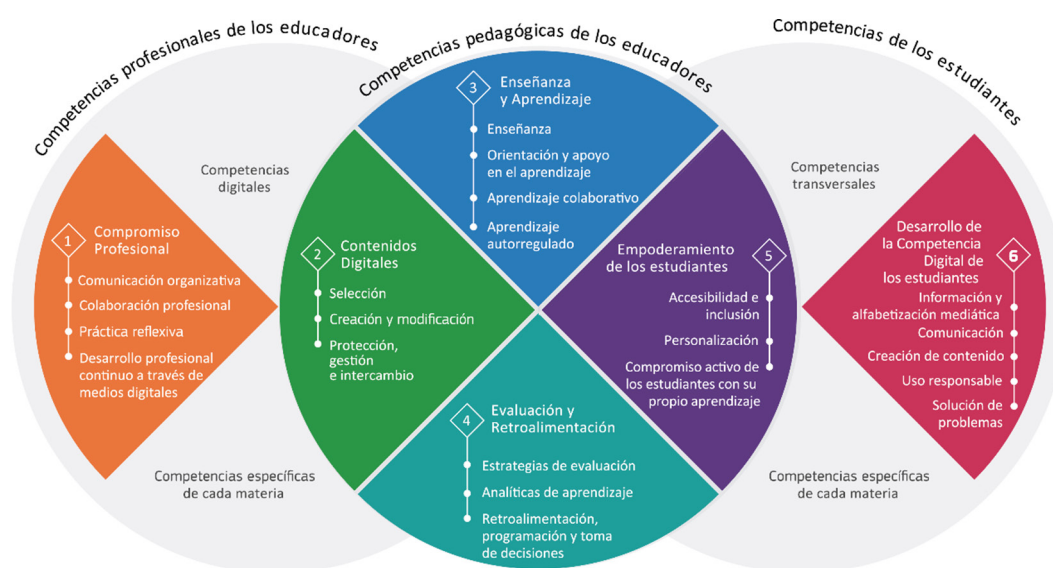 Competencias profesionales de los educadores
Competencias pedagógicas de los educadores
Competencias de los estudiantes
Competencias
digitales
Competencias
transversales
1
Compromiso
Profesional
Comunicación organizativa
Colaboración profesional
Práctica reflexiva
Desarrollo profesional
continuo a través de
medios digitales
2
Contenidos
Digitales
Selección
Creación y modificación
Protección,
gestión
e intercambio
3
Enseñanza
y Aprendizaje
Enseñanza
Orientación y apoyo
en el aprendizaje
Aprendizaje colaborativo
Aprendizaje
autorregulado
4
Evaluación y
Retroalimentación
Estrategias de evaluación
Analíticas de aprendizaje
Retroalimentación,
programación y toma
de decisiones
5
Empoderamiento
de los estudiantes
Accesibilidad e
inclusión
Personalización
Compromiso activo de
los estudiantes con su
propio aprendizaje
6
Desarrollo de
la Competencia
Digital de
los estudiantes
Información y
alfabetización mediática
Comunicación
Creación de contenido
Uso responsable
Solución de
problemas
Competencias específicas
de cada materia
Competencias específicas
de cada materia